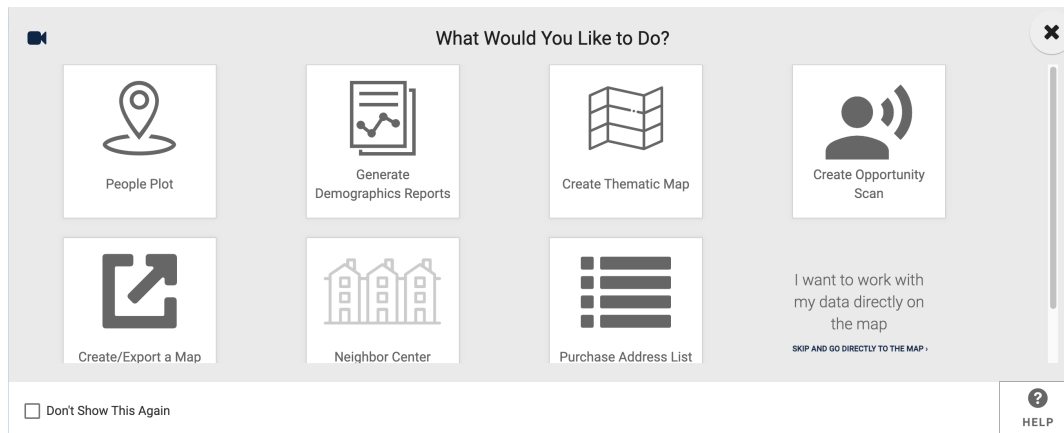 What Would You Like to Do?
People Plot
Generate
Demographics Reports
Create Thematic Map
Create Opportunity
Scan
Create/Export a Map
Neighbor Center
Purchase Address List
I want to work with
my data directly on
the map
SKIP AND GO DIRECTLY TO THE MAP ›
Don't Show This Again
HELP